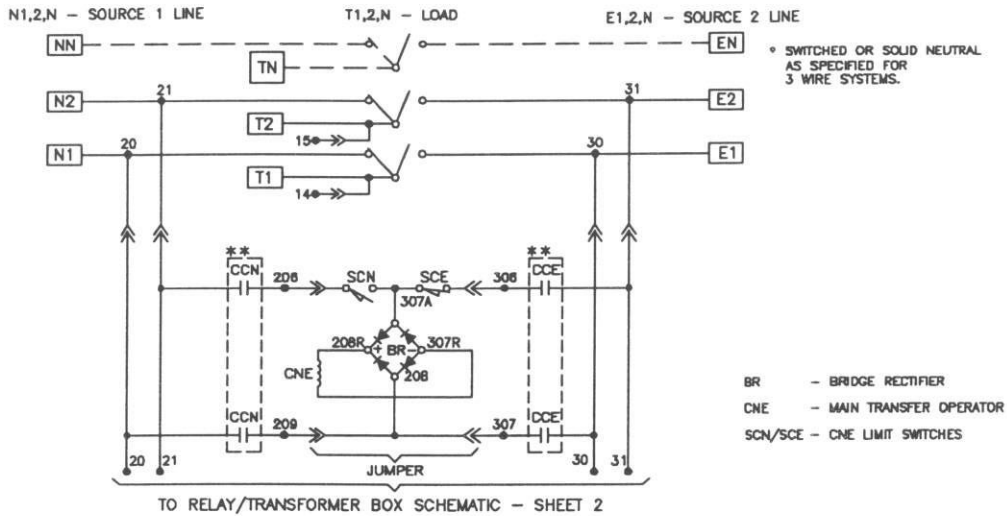 N1,2,N - SOURCE 1 LINE
T1,2,N - LOAD
E1,2,N - SOURCE 2 LINE
NN
EN
TN
* SWITCHED OR SOLID NEUTRAL
AS SPECIFIED FOR
3 WIRE SYSTEMS.
21
31
N2
E2
T2
15
20
30
N1
E1
T1
14
**
**
CCN
206
SCN
SCE
306
CCE
307A
208R
+ BR -
307R
CNE
208
BR - BRIDGE RECTIFIER
CNE - MAIN TRANSFER OPERATOR
SCN/SCE - CNE LIMIT SWITCHES
CCN
209
307
CCE
20
21
JUMPER
30
31
TO RELAY/TRANSFORMER BOX SCHEMATIC - SHEET 2